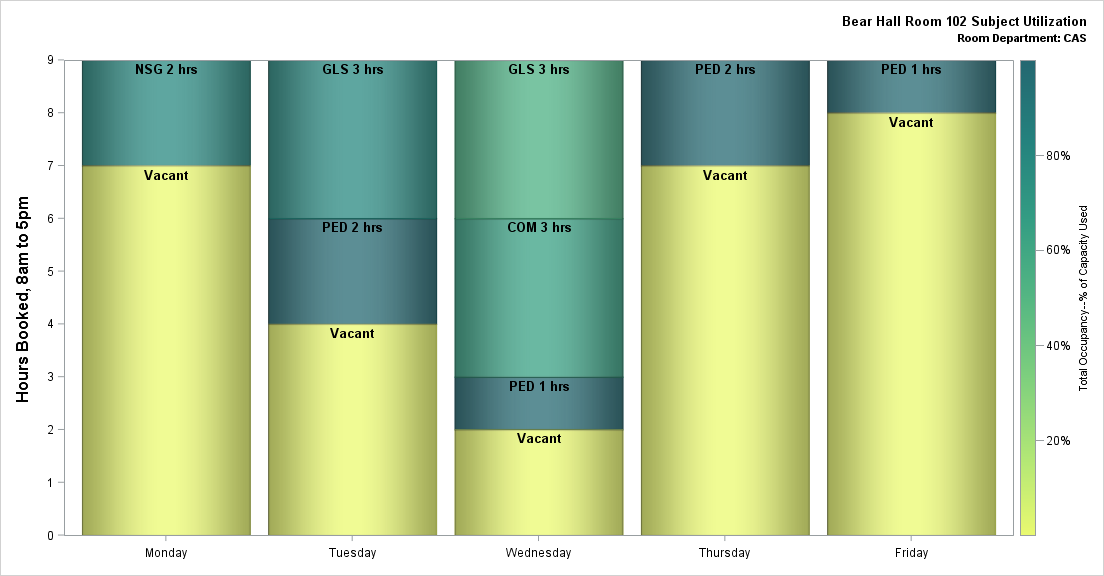 Bear Hall Room 102 Subject Utilization
Room Department: CAS
Hours Booked, 8am to 5pm
9
8
7
6
5
4
3
2
1
0
NSG 2 hrs
Vacant
GLS 3 hrs
PED 2 hrs
Vacant
GLS 3 hrs
COM 3 hrs
PED 1 hrs
Vacant
PED 2 hrs
Vacant
PED 1 hrs
Vacant
Monday
Tuesday
Wednesday
Thursday
Friday
80%
60%
40%
20%
Total Occupancy--% of Capacity Used